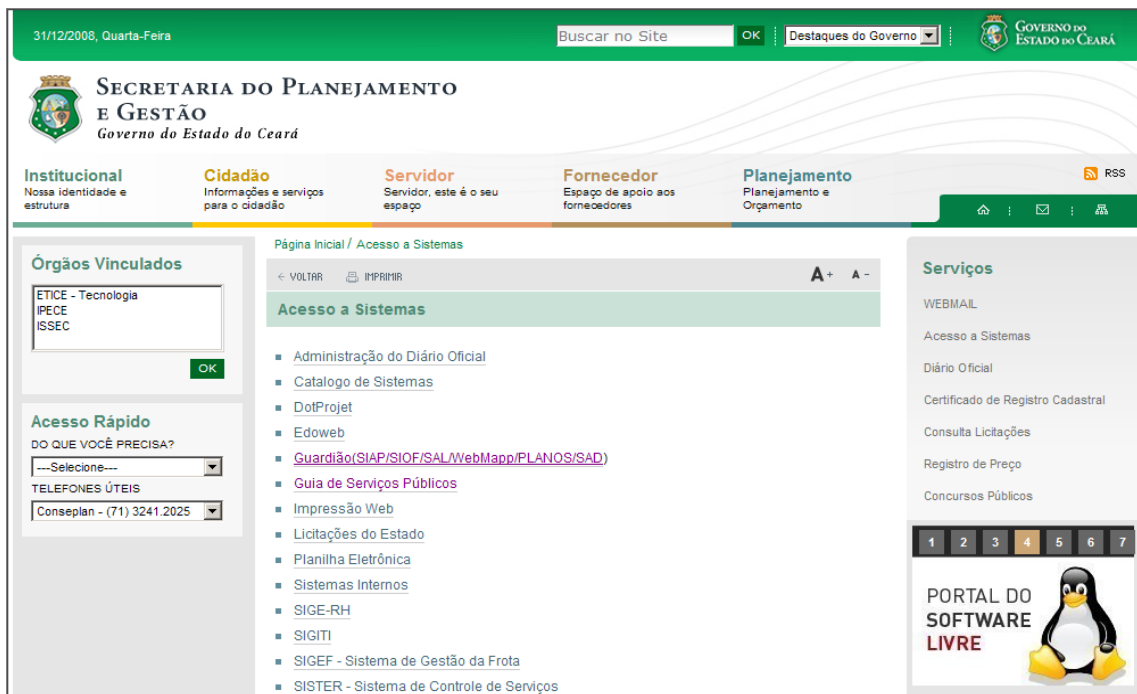 31/12/2008, Quarta-Feira
Buscar no Site
OK
Destaques do Governo
GOVERNO DO
ESTADO DO CEARÁ
SECRETARIA DO PLANEJAMENTO
E GESTÃO
Governo do Estado do Ceará
Institucional
Nossa identidade e
estrutura
Cidadão
Informações e serviços
para o cidadão
Servidor
Servidor, este é o seu
espaço
Fornecedor
Espaço de apoio aos
fornecedores
Planejamento
Planejamento e
Orçamento
RSS
Órgãos Vinculados
ETICE - Tecnologia
IPECE
ISSEC
OK
Acesso Rápido
DO QUE VOCÊ PRECISA?
---Selecione---
TELEFONES ÚTEIS
Conseplan - (71) 3241.2025
Página Inicial / Acesso a Sistemas
← VOLTAR
IMPRIMIR
A+ A-
Acesso a Sistemas
Administração do Diário Oficial
Catalogo de Sistemas
DotProjet
Edoweb
Guardião(SIAP/SIOF/SAL/WebMapp/PLANOS/SAD)
Guia de Serviços Públicos
Impressão Web
Licitações do Estado
Planilha Eletrônica
Sistemas Internos
SIGE-RH
SIGITI
SIGEF - Sistema de Gestão da Frota
SISTER - Sistema de Controle de Serviços
Serviços
WEBMAIL
Acesso a Sistemas
Diário Oficial
Certificado de Registro Cadastral
Consulta Licitações
Registro de Preço
Concursos Públicos
1 2 3 4 5 6 7
PORTAL DO
SOFTWARE
LIVRE